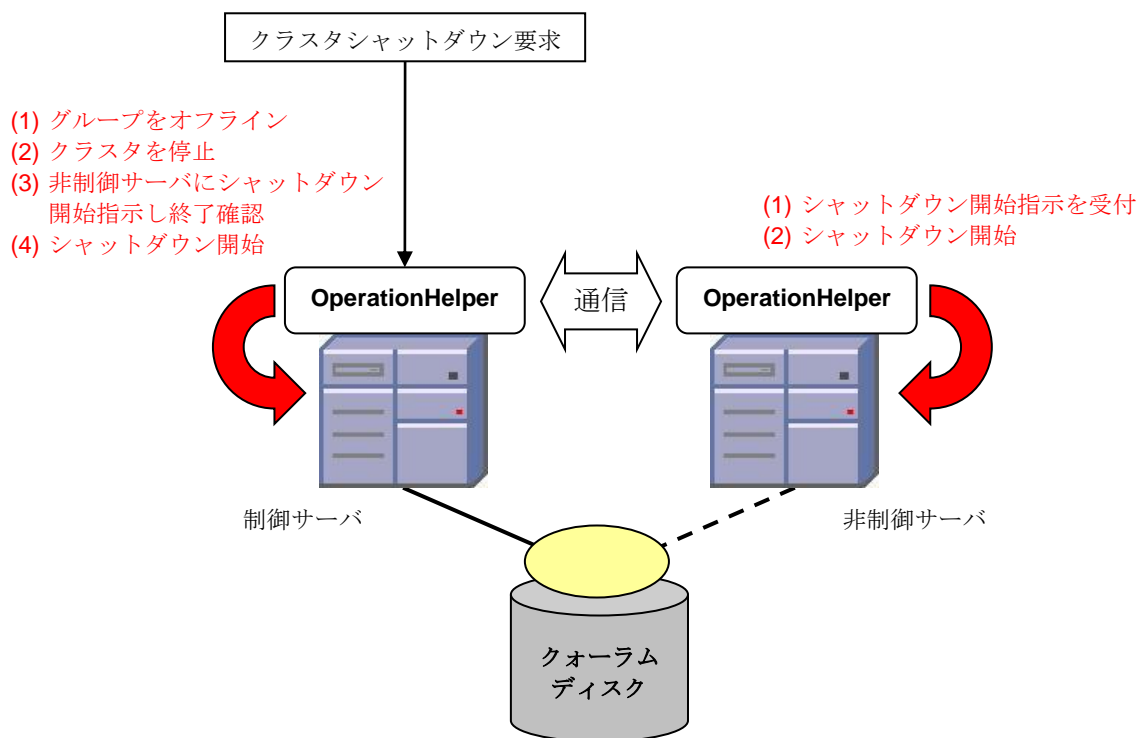 クラスタシャットダウン要求
(1) グループをオフライン
(2) クラスタを停止
(3) 非制御サーバにシャットダウン
開始指示し終了確認
(4) シャットダウン開始
(1) シャットダウン開始指示を受付
(2) シャットダウン開始
OperationHelper
通信
OperationHelper
制御サーバ
非制御サーバ
クォーラム
ディスク